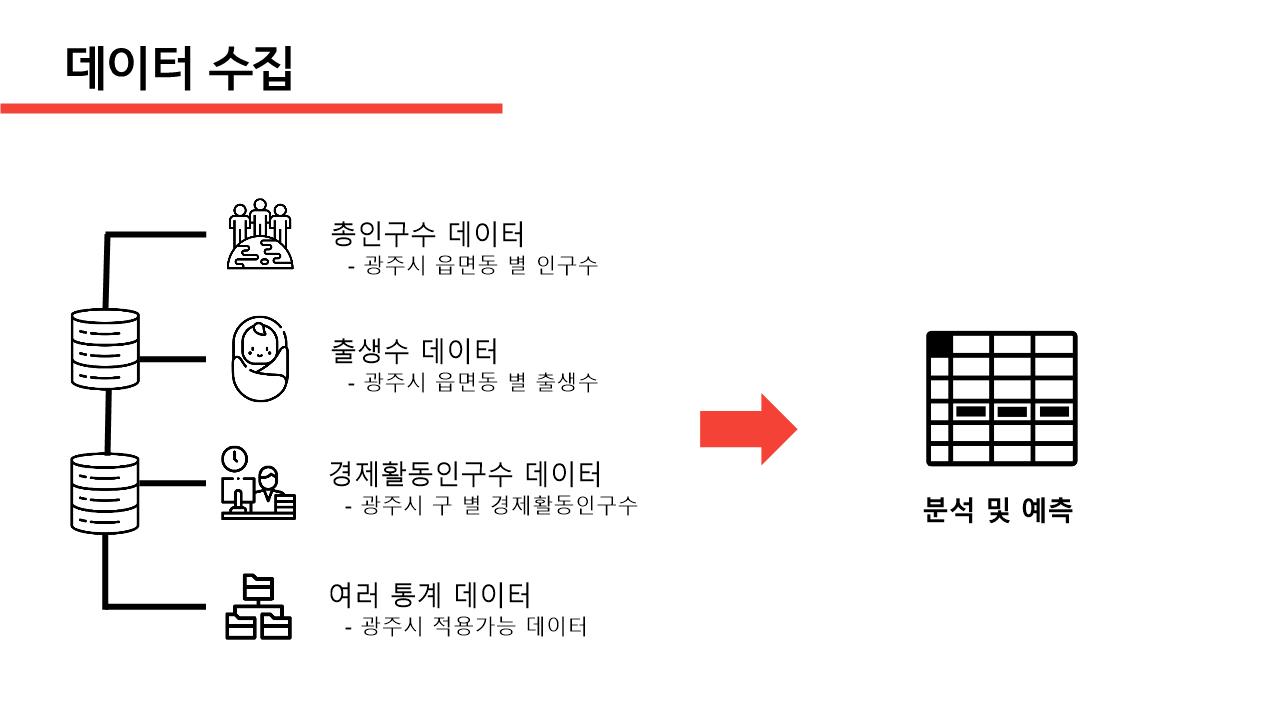 데이터 수집
총인구수 데이터
- 광주시 읍면동 별 인구수
출생수 데이터
- 광주시 읍면동 별 출생수
경제활동인구수 데이터
- 광주시 구 별 경제활동인구수
여러 통계 데이터
- 광주시 적용가능 데이터
분석 및 예측